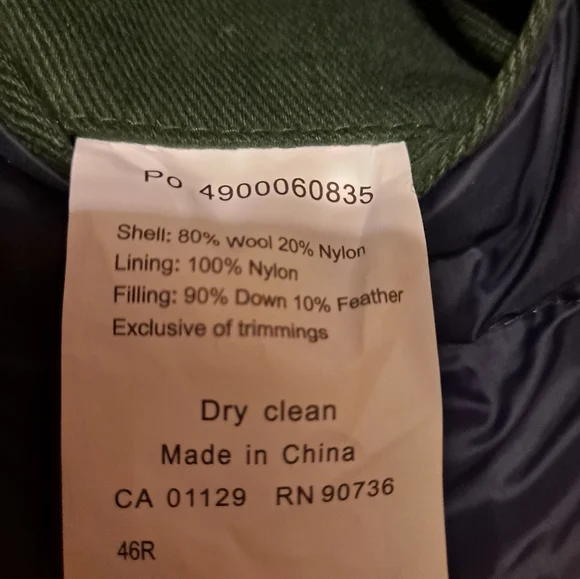 Po 4900060835
Shell: 80% Wool 20% Nylon
Lining: 100% Nylon
Filling: 90% Down 10% Feather
Exclusive of trimmings
Dry clean
Made in China
CA 01129 RN 90736
46R